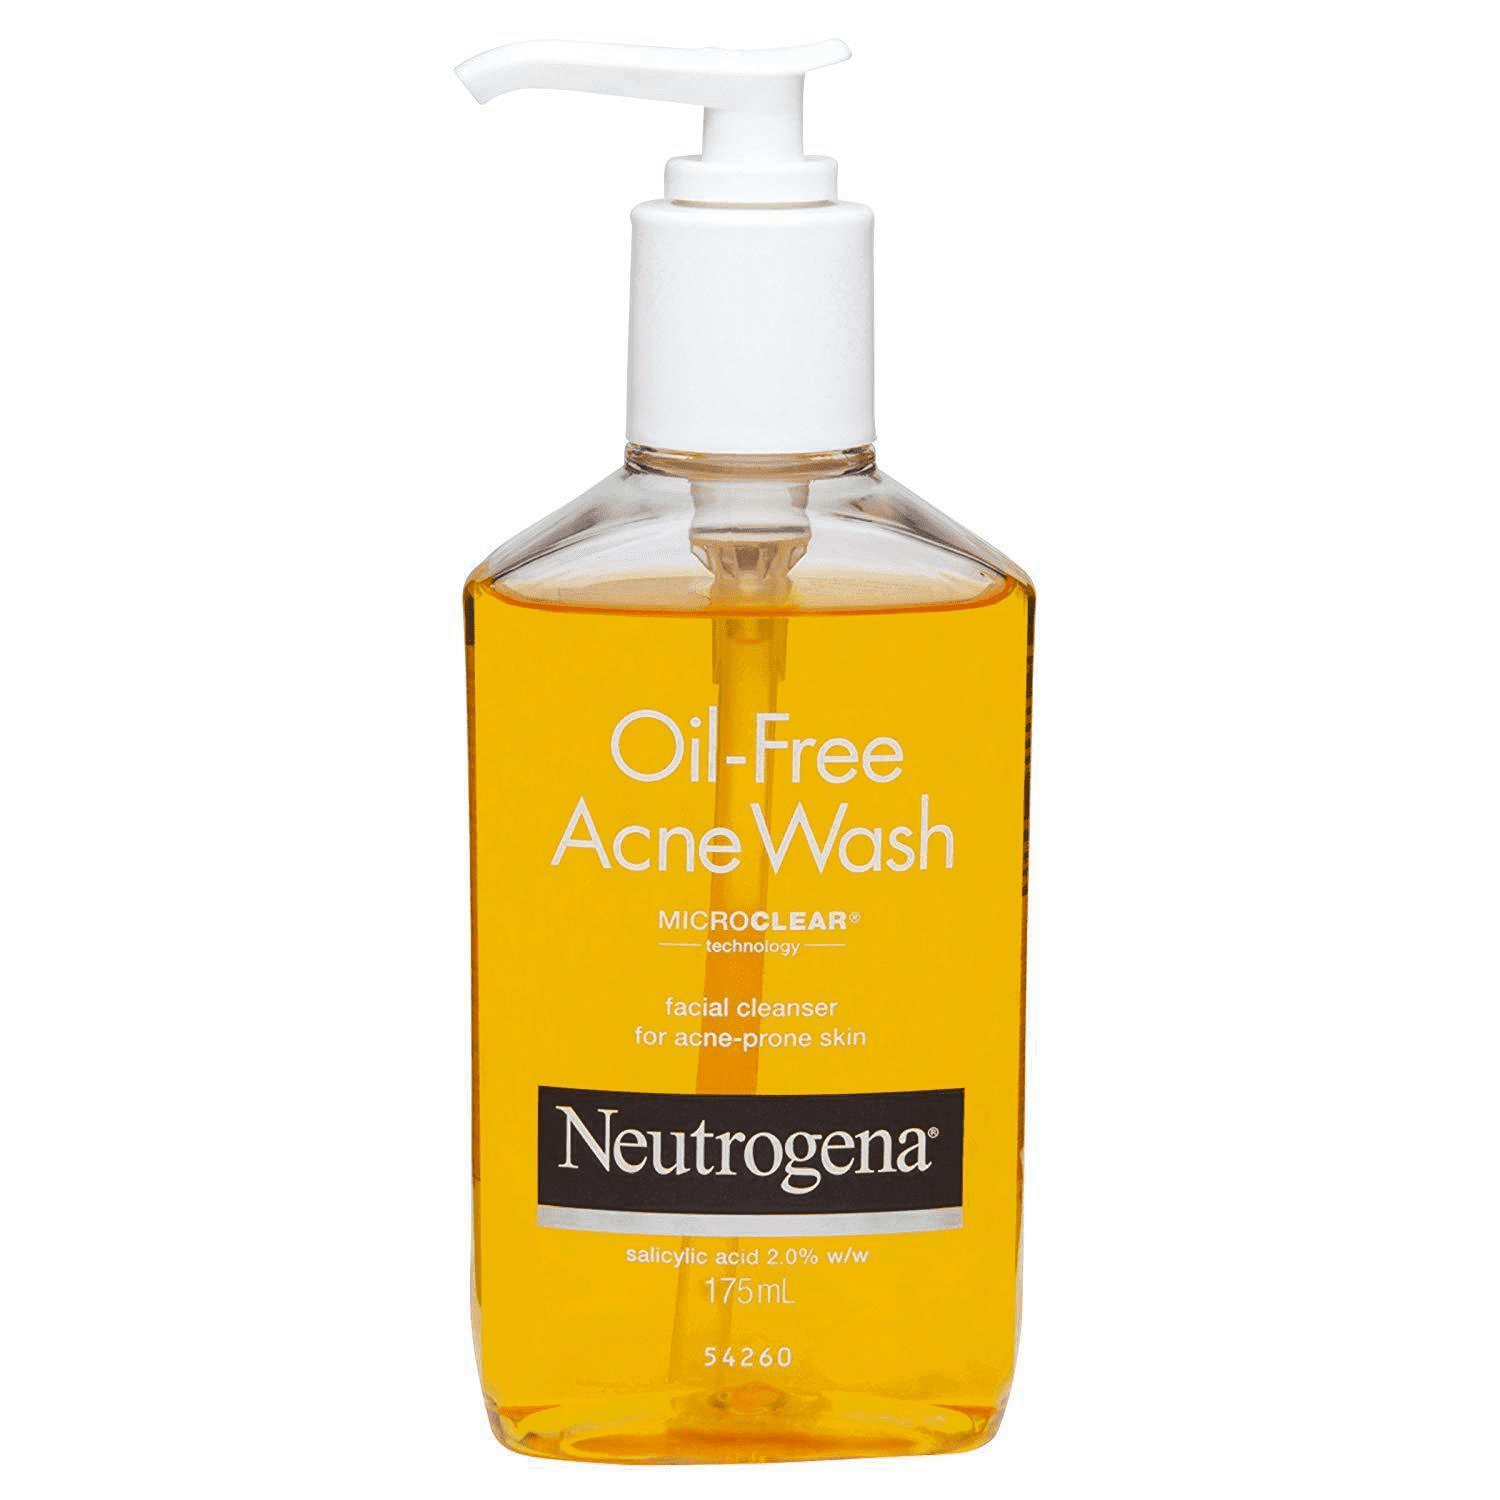 Oil-Free
Acne Wash
MICROCLEAR®
technology
facial cleanser
for acne-prone skin
Neutrogena®
salicylic acid 2.0% w/w
175mL
54260